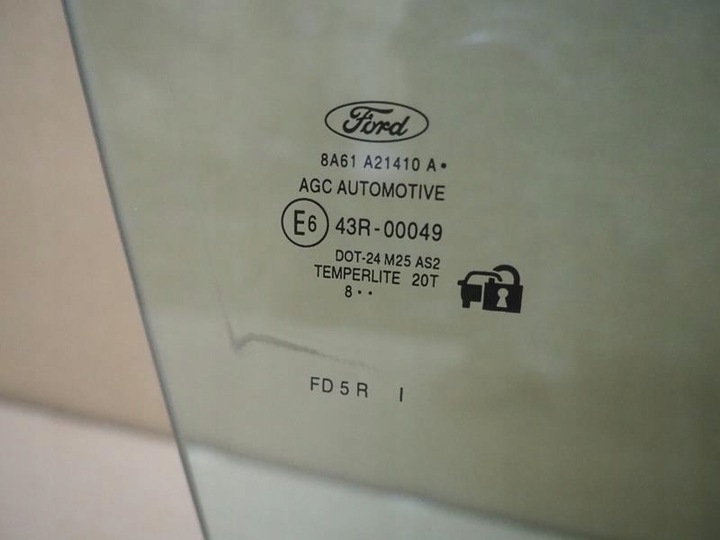 Ford
8A61 A21410 A•
AGC AUTOMOTIVE
E6 43R-00049
DOT-24 M25 AS2
TEMPERLITE 20T
8 • •
FD 5 R I